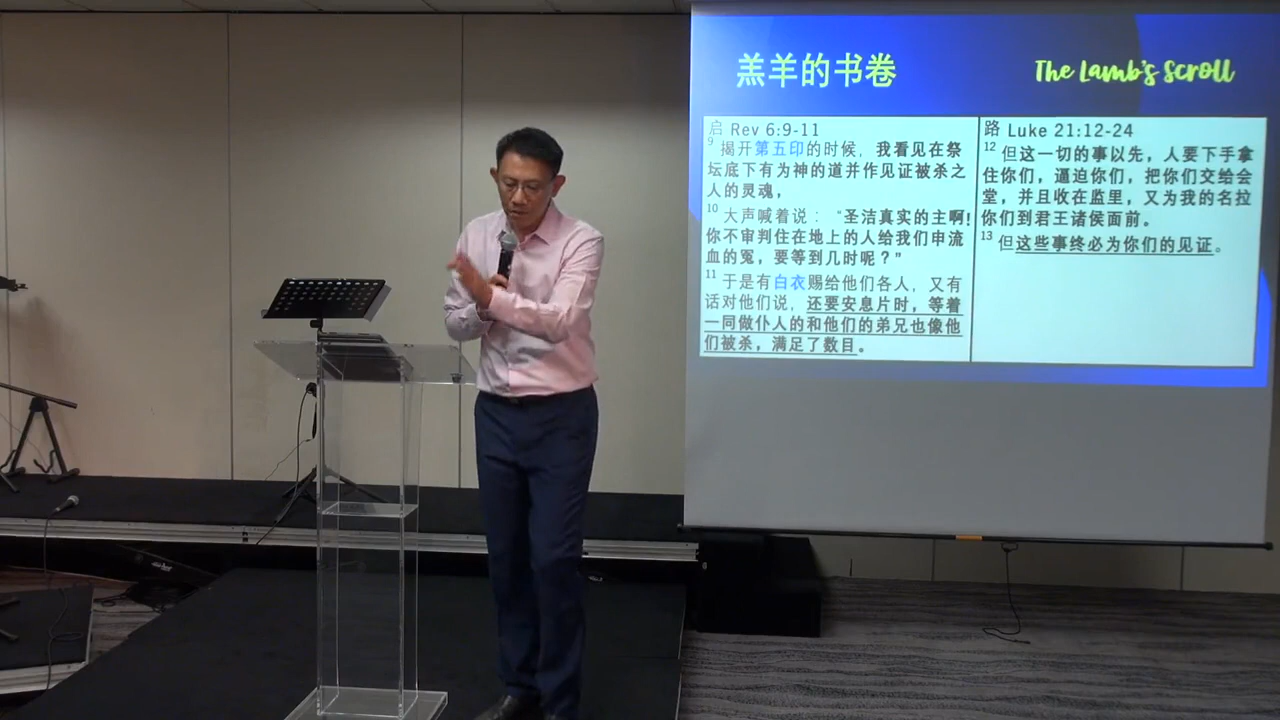 羔羊的书卷
The Lamb's Scroll
启 Rev 6:9-11
9 揭开第五印的时候，我看见在祭
坛底下有为神的道并作见证被杀之
人的灵魂，
10 大声喊着说：“圣洁真实的主啊！
你不审判住在地上的人给我们申流
血的冤，要等到几时呢？”
11 于是有白衣赐给他们各人，又有
话对他们说，还要安息片时，等着
一同做仆人的和他们的弟兄也像他
们被杀，满足了数目。
路 Luke 21:12-24
12 但这一切的事以先，人要下手拿
住你们，逼迫你们，把你们交给会
堂，并且收在监里，又为我的名拉
你们到君王诸侯面前。
13 但这些事终必为你们的见证。